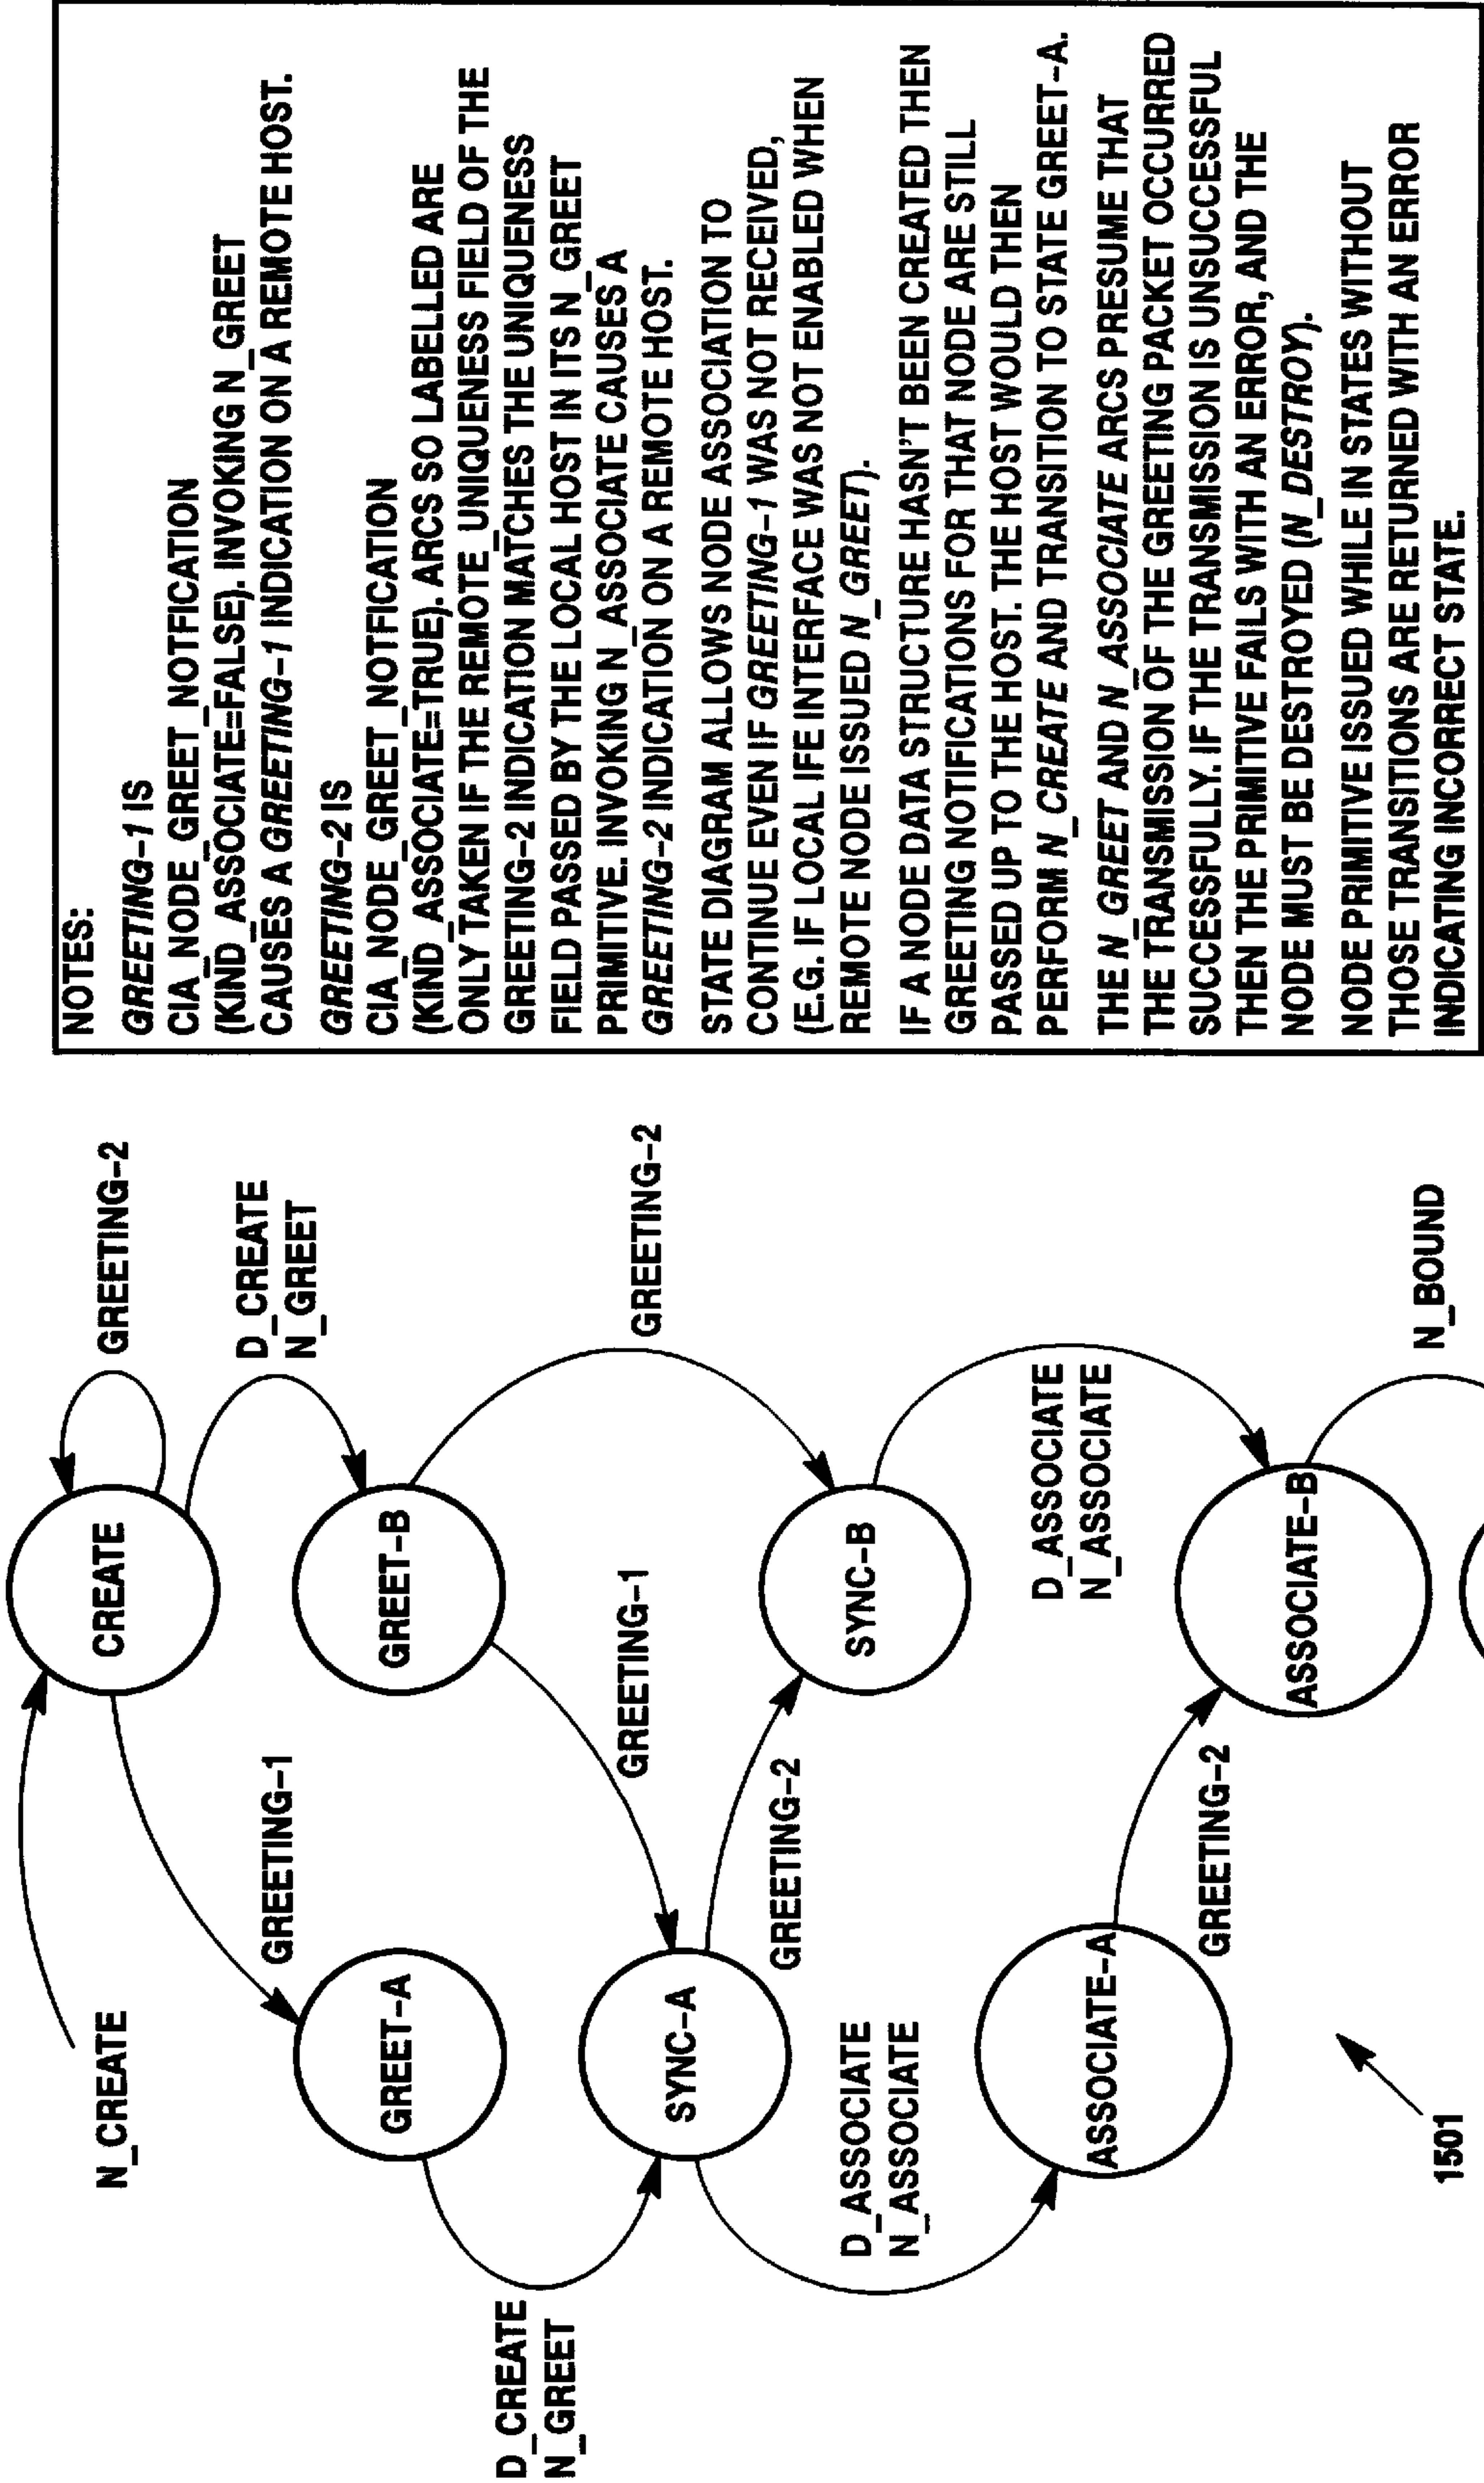 N_CREATE
CREATE
GREETING-2
GREETING-1
D_CREATE
N_GREET
GREET-A
GREET-B
D_CREATE
N_GREET
GREETING-1
GREETING-2
SYNC-A
GREETING-2
SYNC-B
D_ASSOCIATE
N_ASSOCIATE
D_ASSOCIATE
N_ASSOCIATE
ASSOCIATE-A
GREETING-2
ASSOCIATE-B
N_BOUND
1501
NOTES:
GREETING-1 IS
CIA_NODE_GREET_NOTFICATION
(KIND_ASSOCIATE=FALSE). INVOKING N_GREET
CAUSES A GREETING-1 INDICATION ON A REMOTE HOST.
GREETING-2 IS
CIA_NODE_GREET_NOTFICATION
(KIND_ASSOCIATE=TRUE). ARCS SO LABELLED ARE
ONLY TAKEN IF THE REMOTE_UNIQUENESS FIELD OF THE
GREETING-2 INDICATION MATCHES THE UNIQUENESS
FIELD PASSED BY THE LOCAL HOST IN ITS N_GREET
PRIMITIVE. INVOKING N_ASSOCIATE CAUSES A
GREETING-2 INDICATION ON A REMOTE HOST.
STATE DIAGRAM ALLOWS NODE ASSOCIATION TO
CONTINUE EVEN IF GREETING-1 WAS NOT RECEIVED,
(E.G. IF LOCAL IFE INTERFACE WAS NOT ENABLED WHEN
REMOTE NODE ISSUED N_GREET).
IF A NODE DATA STRUCTURE HASN'T BEEN CREATED THEN
GREETING NOTIFICATIONS FOR THAT NODE ARE STILL
PASSED UP TO THE HOST. THE HOST WOULD THEN
PERFORM N_CREATE AND TRANSITION TO STATE GREET-A.
THE N_GREET AND N_ASSOCIATE ARCS PRESUME THAT
THE TRANSMISSION OF THE GREETING PACKET OCCURRED
SUCCESSFULLY. IF THE TRANSMISSION IS UNSUCCESSFUL
THEN THE PRIMITIVE FAILS WITH AN ERROR, AND THE
NODE MUST BE DESTROYED (N_DESTROY).
NODE PRIMITIVE ISSUED WHILE IN STATES WITHOUT
THOSE TRANSITIONS ARE RETURNED WITH AN ERROR
INDICATING INCORRECT STATE.